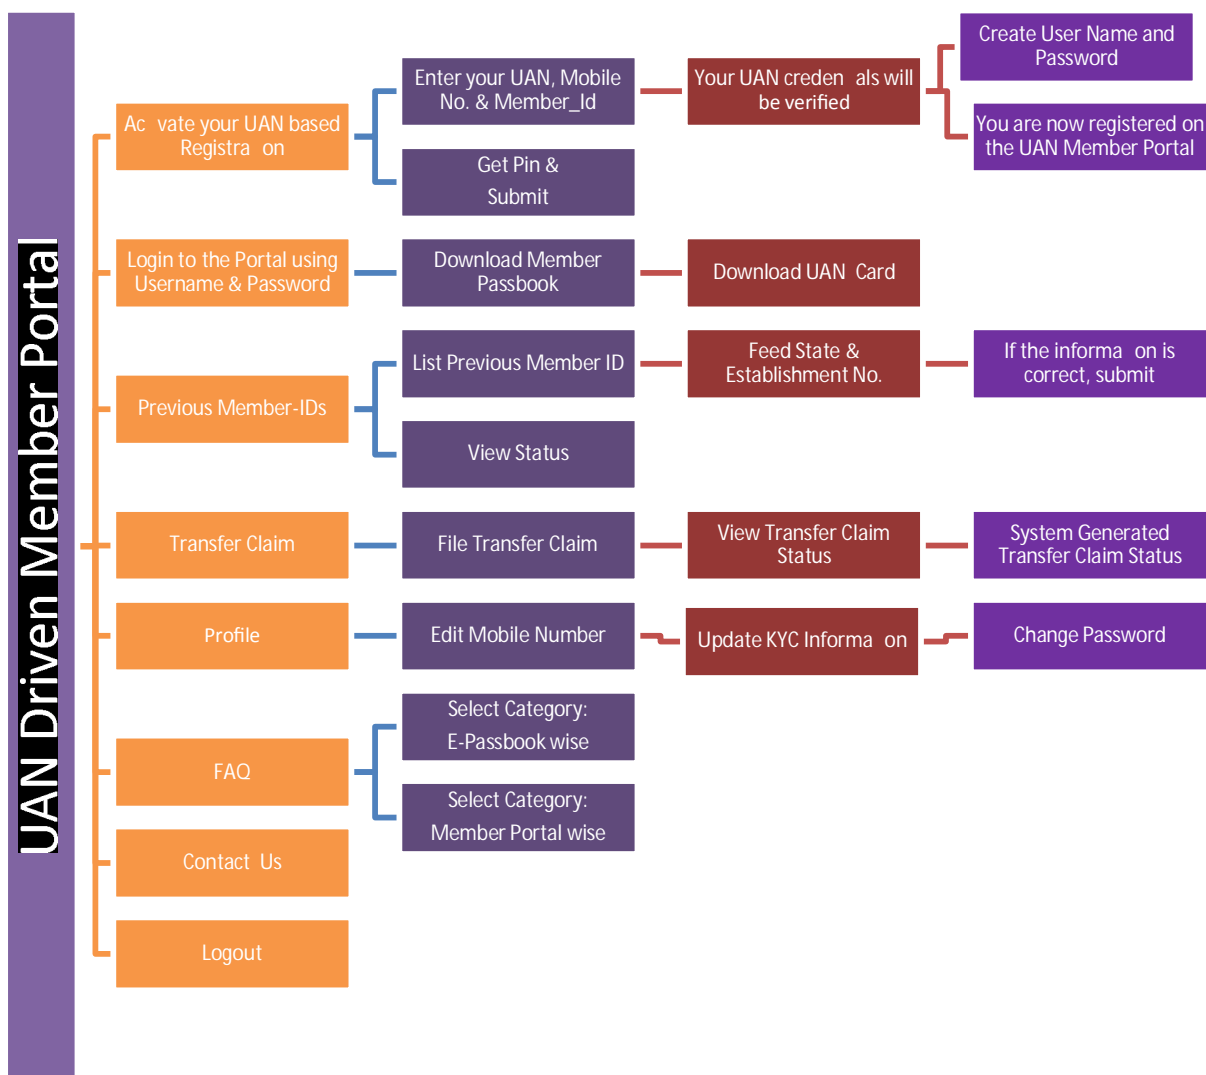 UAN Driven Member Portal
Ac vate your UAN based
Registra on
Enter your UAN, Mobile
No. & Member_Id
Your UAN creden als will
be verified
Create User Name and
Password
You are now registered on
the UAN Member Portal
Get Pin &
Submit
Login to the Portal using
Username & Password
Download Member
Passbook
Download UAN Card
Previous Member-IDs
List Previous Member ID
Feed State &
Establishment No.
If the informa on is
correct, submit
View Status
Transfer Claim
File Transfer Claim
View Transfer Claim
Status
System Generated
Transfer Claim Status
Profile
Edit Mobile Number
Update KYC Informa on
Change Password
FAQ
Select Category:
E-Passbook wise
Select Category:
Member Portal wise
Contact Us
Logout